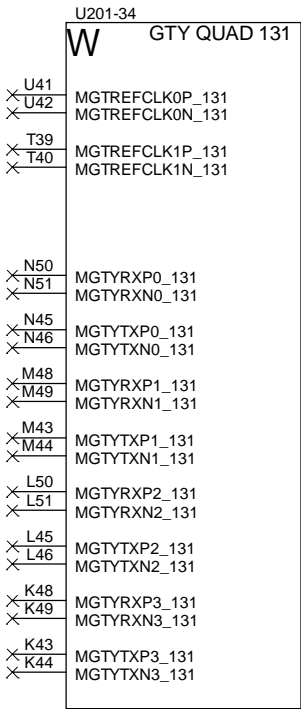 U201-34
W GTY QUAD 131
U41 MGTREFCLK0P_131
U42 MGTREFCLK0N_131
T39 MGTREFCLK1P_131
T40 MGTREFCLK1N_131
N50 MGTYRXP0_131
N51 MGTYRXN0_131
N45 MGTYTXP0_131
N46 MGTYTXN0_131
M48 MGTYRXP1_131
M49 MGTYRXN1_131
M43 MGTYTXP1_131
M44 MGTYTXN1_131
L50 MGTYRXP2_131
L51 MGTYRXN2_131
L45 MGTYTXP2_131
L46 MGTYTXN2_131
K48 MGTYRXP3_131
K49 MGTYRXN3_131
K43 MGTYTXP3_131
K44 MGTYTXN3_131